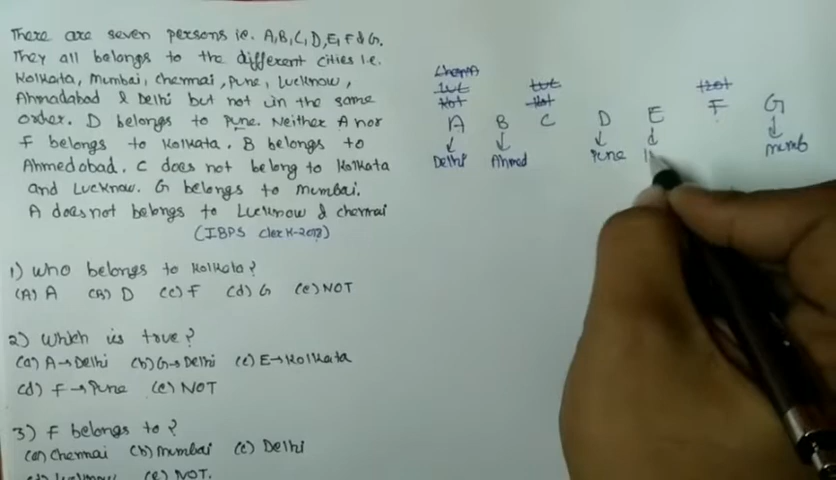 There are seven persons i.e. A,B,C,D,E,F & G.
They all belongs to the different cities i.e.
Kolkata, Mumbai, chennai, Pune, Lucknow,
Ahmadabad & Delhi but not in the same
order. D belongs to Pune. Neither A nor
F belongs to Kolkata. B belongs to
Ahmedabad. C does not belong to Kolkata
and Lucknow. G belongs to mumbai.
A does not belongs to Lucknow & chennai
(IBPS clerk-2018)
1) Who belongs to Kolkata?
(A) A (B) D (c) F (d) G (e) NOT
2) Which is true?
(a) A→Delhi (b) G→Delhi (c) E→Kolkata
(d) F→Pune (e) NOT
3) F belongs to?
(a) Chennai (b) Mumbai (c) Delhi
(e) NOT.
A B C D E F G
Delhi Ahmed Pune mumb